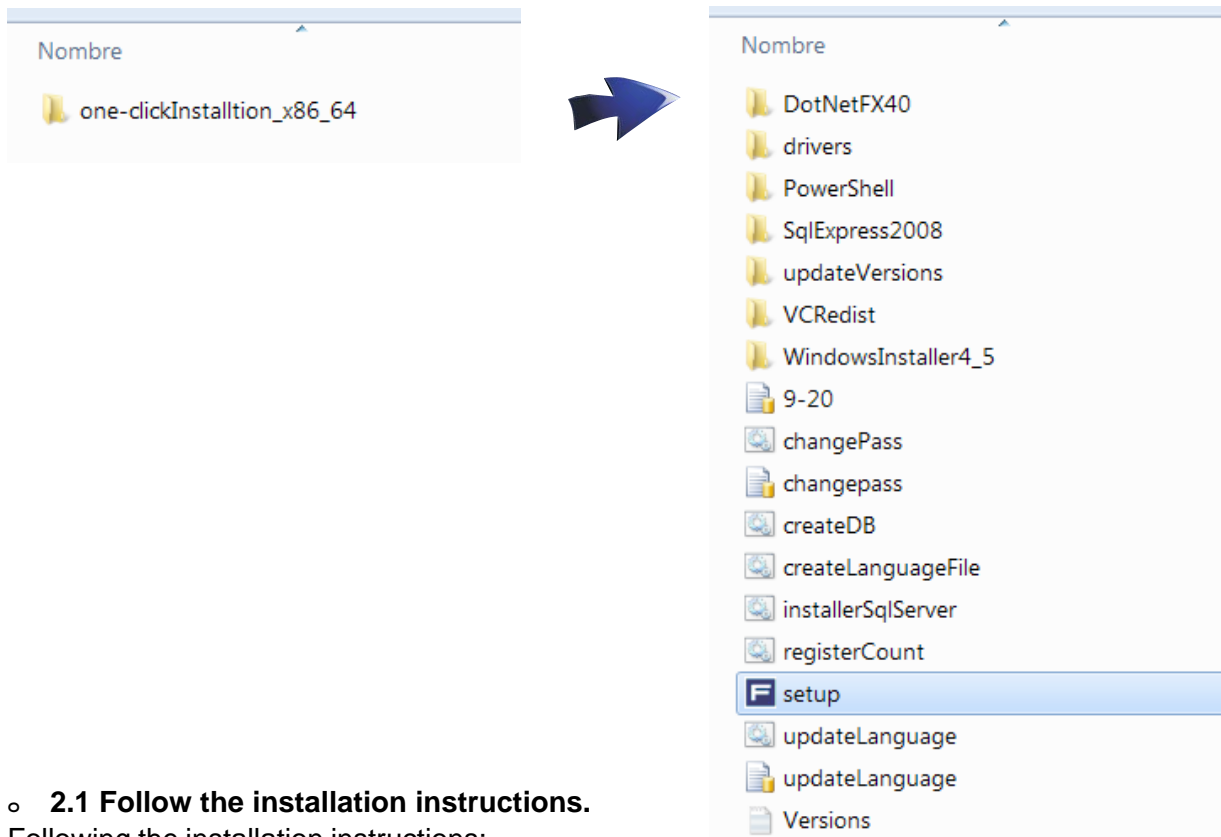 Nombre
one-clickInstalltion_x86_64
Nombre
DotNetFX40
drivers
PowerShell
SqlExpress2008
updateVersions
VCRedist
WindowsInstaller4_5
9-20
changePass
changepass
createDB
createLanguageFile
installerSqlServer
registerCount
setup
updateLanguage
updateLanguage
Versions
o 2.1 Follow the installation instructions.
Following the installation instructions: